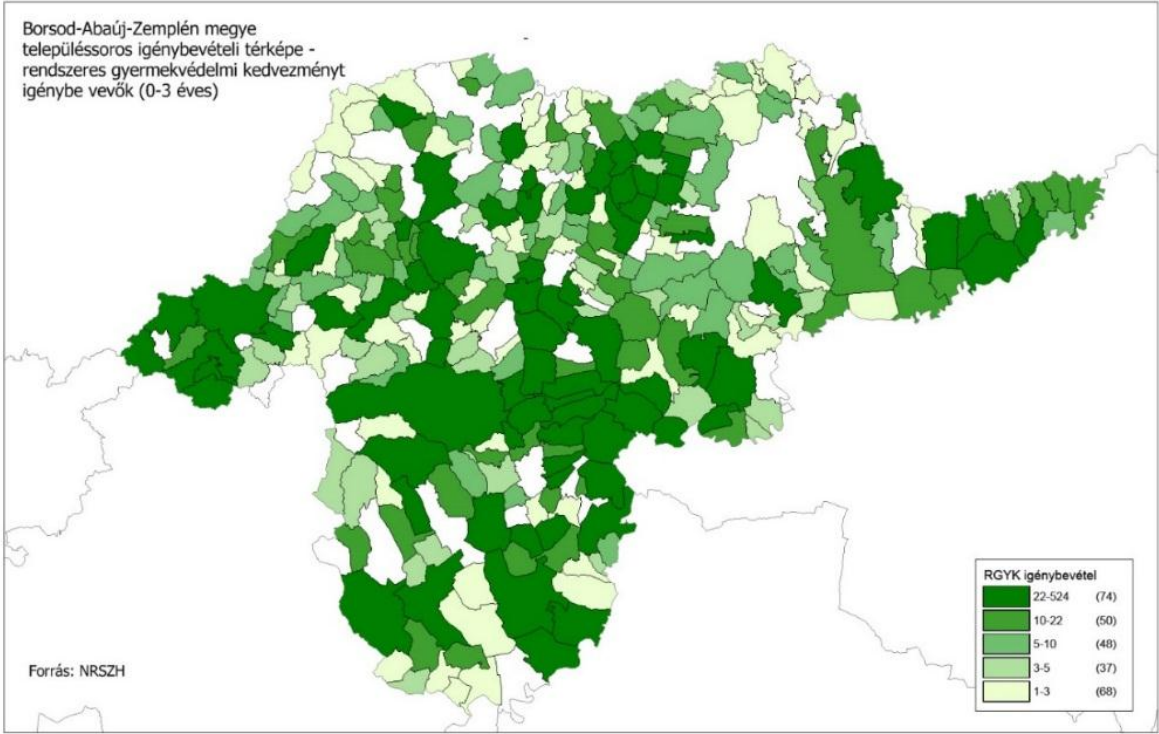 Borsod-Abaúj-Zemplén megye
településsoros igénybevételi térképe -
rendszeres gyermekvédelmi kedvezményt
igénybe vevők (0-3 éves)
RGYK igénybevétel
22-524 (74)
10-22 (50)
5-10 (48)
3-5 (37)
1-3 (68)
Forrás: NRSZH